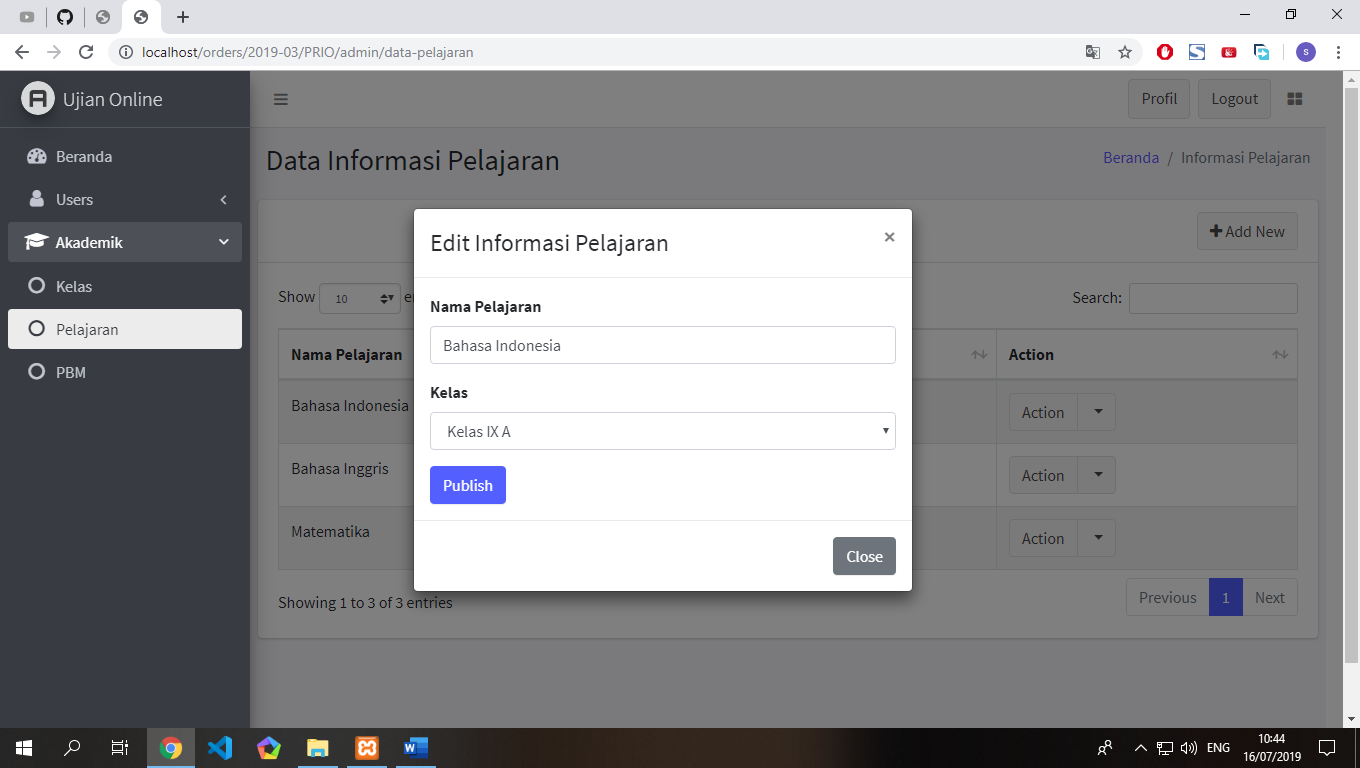 localhost/orders/2019-03/PRIO/admin/data-pelajaran
S
Ujian Online
Profil
Logout
Beranda
Users
Akademik
Kelas
Pelajaran
PBM
Data Informasi Pelajaran
Beranda / Informasi Pelajaran
Add New
Show 10 e
Search:
Nama Pelajaran
Action
Bahasa Indonesia
Action
Bahasa Inggris
Action
Matematika
Action
Showing 1 to 3 of 3 entries
Previous 1 Next
Edit Informasi Pelajaran
×
Nama Pelajaran
Bahasa Indonesia
Kelas
Kelas IX A
Publish
Close
ENG
10:44
16/07/2019